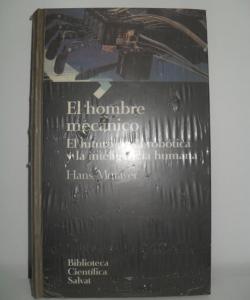 El hombre
mecánico
El futuro de la robótica
y la inteligencia humana
Hans Moravec
Biblioteca
Científica
Salvat